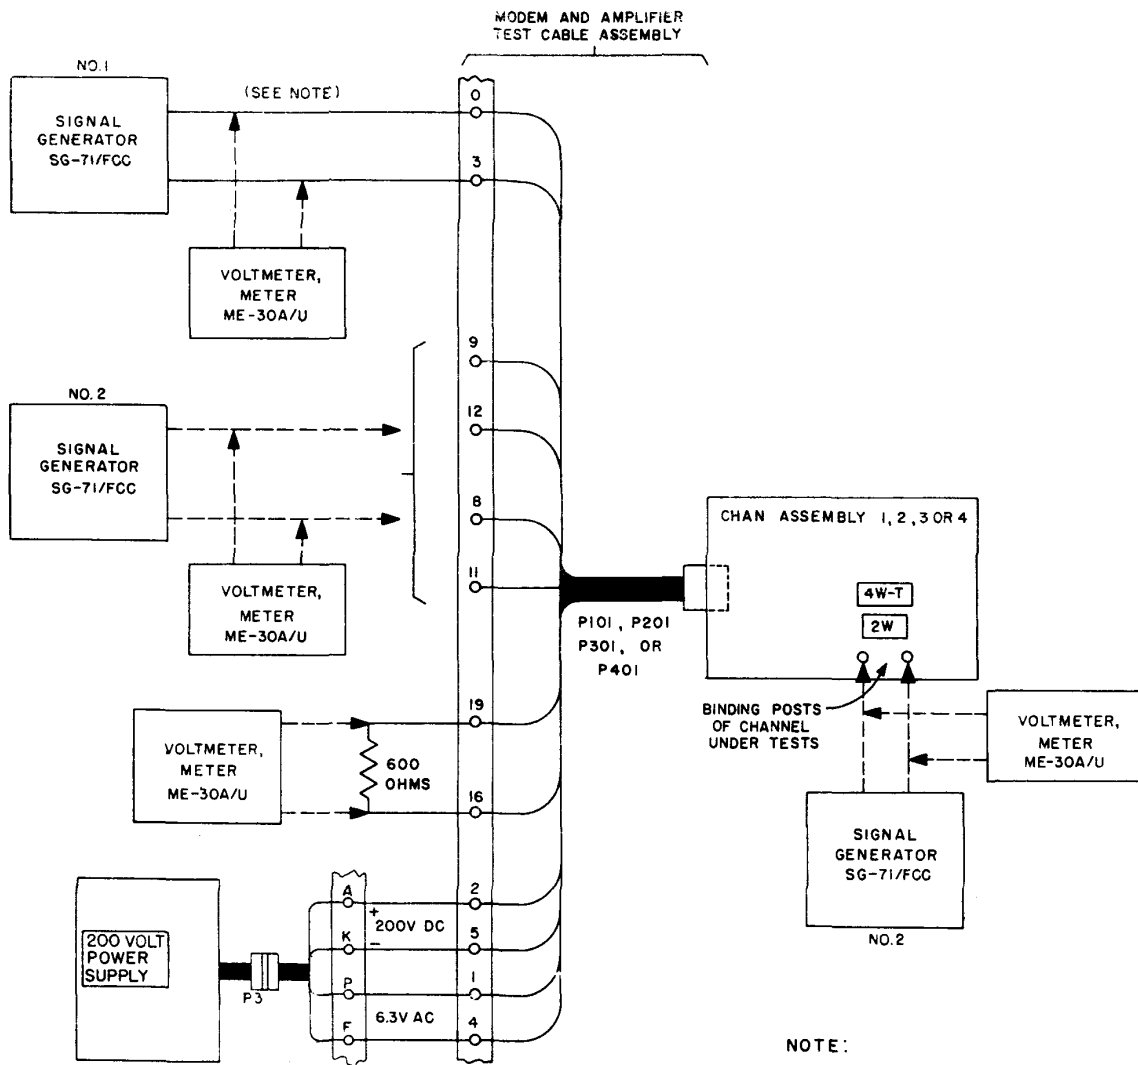 MODEM AND AMPLIFIER
TEST CABLE ASSEMBLY
NO.1
(SEE NOTE)
SIGNAL
GENERATOR
SG-71/FCC
0
3
VOLTMETER,
METER
ME-30A/U
NO.2
SIGNAL
GENERATOR
SG-71/FCC
9
12
8
11
VOLTMETER,
METER
ME-30A/U
P101, P201
P301, OR
P401
CHAN ASSEMBLY 1,2,3 OR 4
4W-T
2W
BINDING POSTS
OF CHANNEL
UNDER TESTS
VOLTMETER,
METER
ME-30A/U
SIGNAL
GENERATOR
SG-71/FCC
NO.2
VOLTMETER,
METER
ME-30A/U
600
OHMS
19
16
200 VOLT
POWER
SUPPLY
P3
A
K
P
F
+
200V DC
–
6.3V AC
2
5
1
4
NOTE: